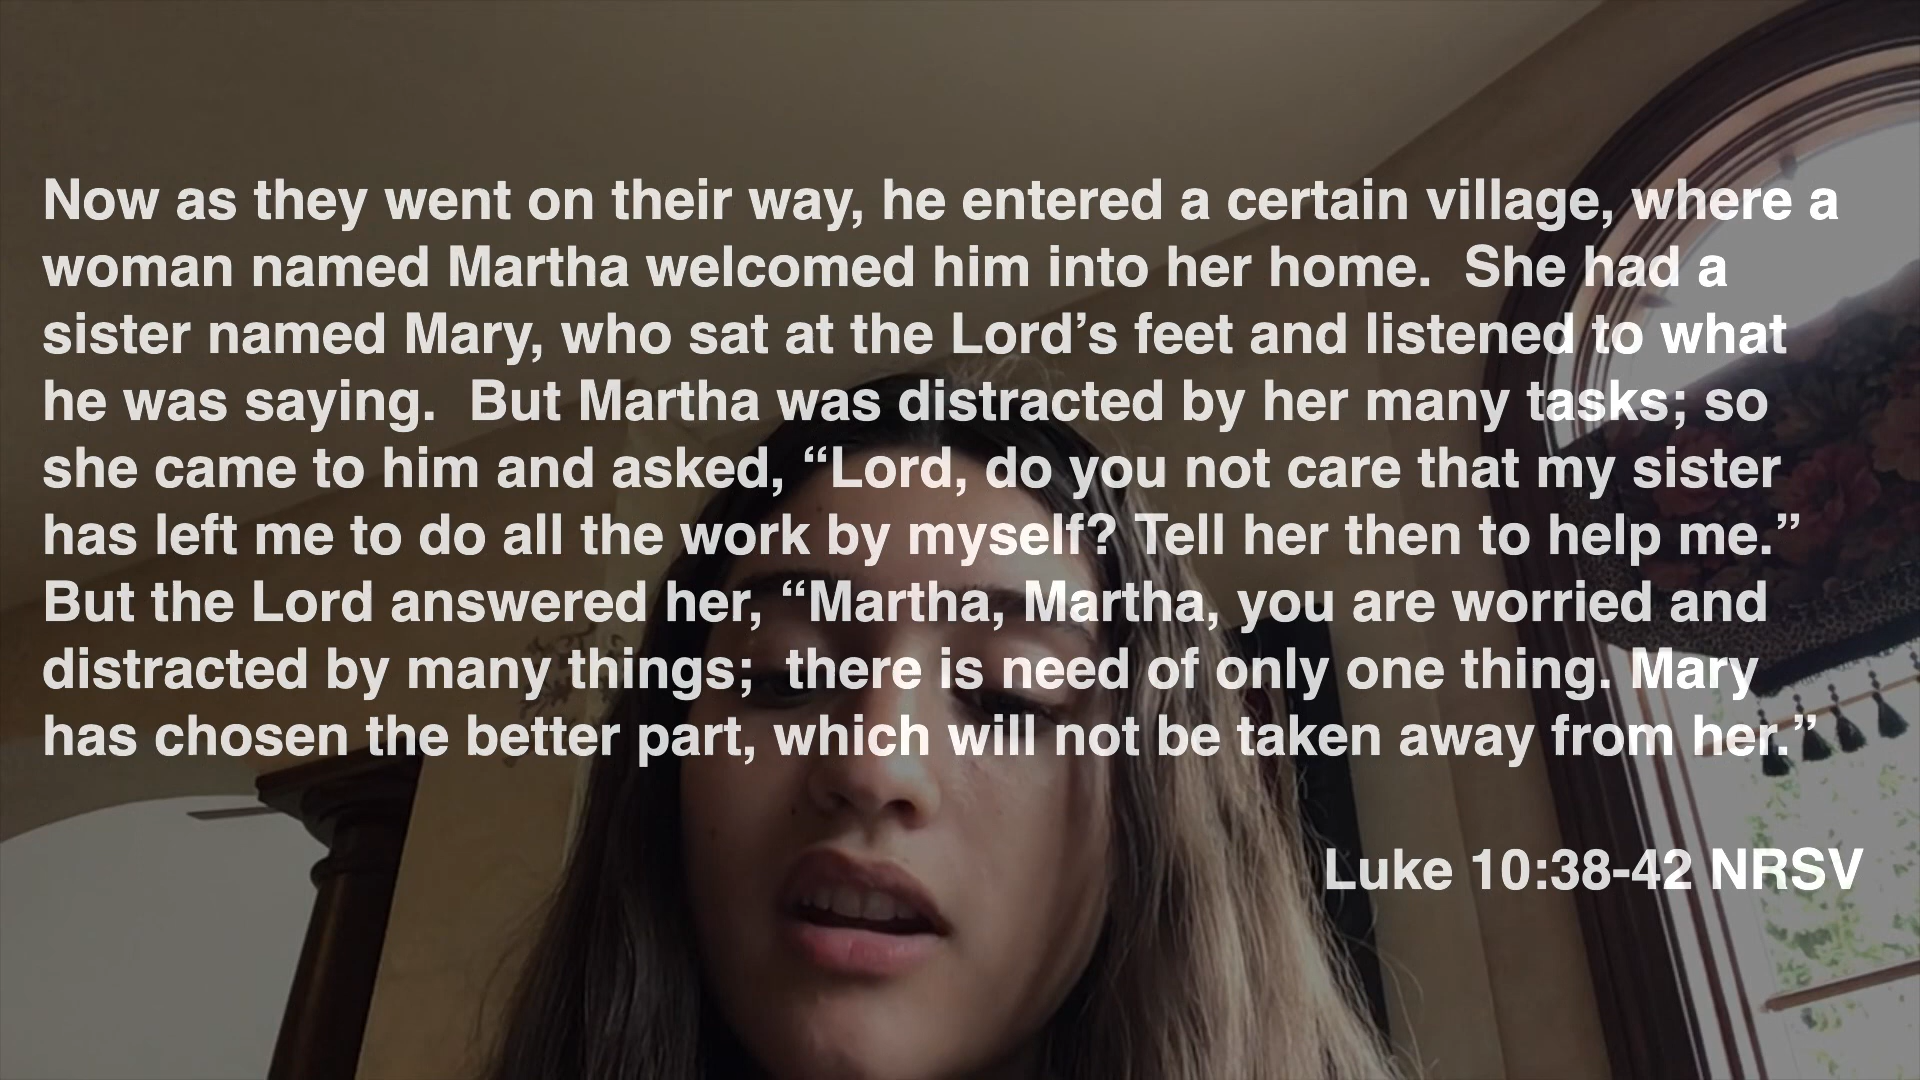 Now as they went on their way, he entered a certain village, where a
woman named Martha welcomed him into her home.  She had a
sister named Mary, who sat at the Lord’s feet and listened to what
he was saying.  But Martha was distracted by her many tasks; so
she came to him and asked, “Lord, do you not care that my sister
has left me to do all the work by myself? Tell her then to help me.”
But the Lord answered her, “Martha, Martha, you are worried and
distracted by many things;  there is need of only one thing. Mary
has chosen the better part, which will not be taken away from her.”
Luke 10:38-42 NRSV